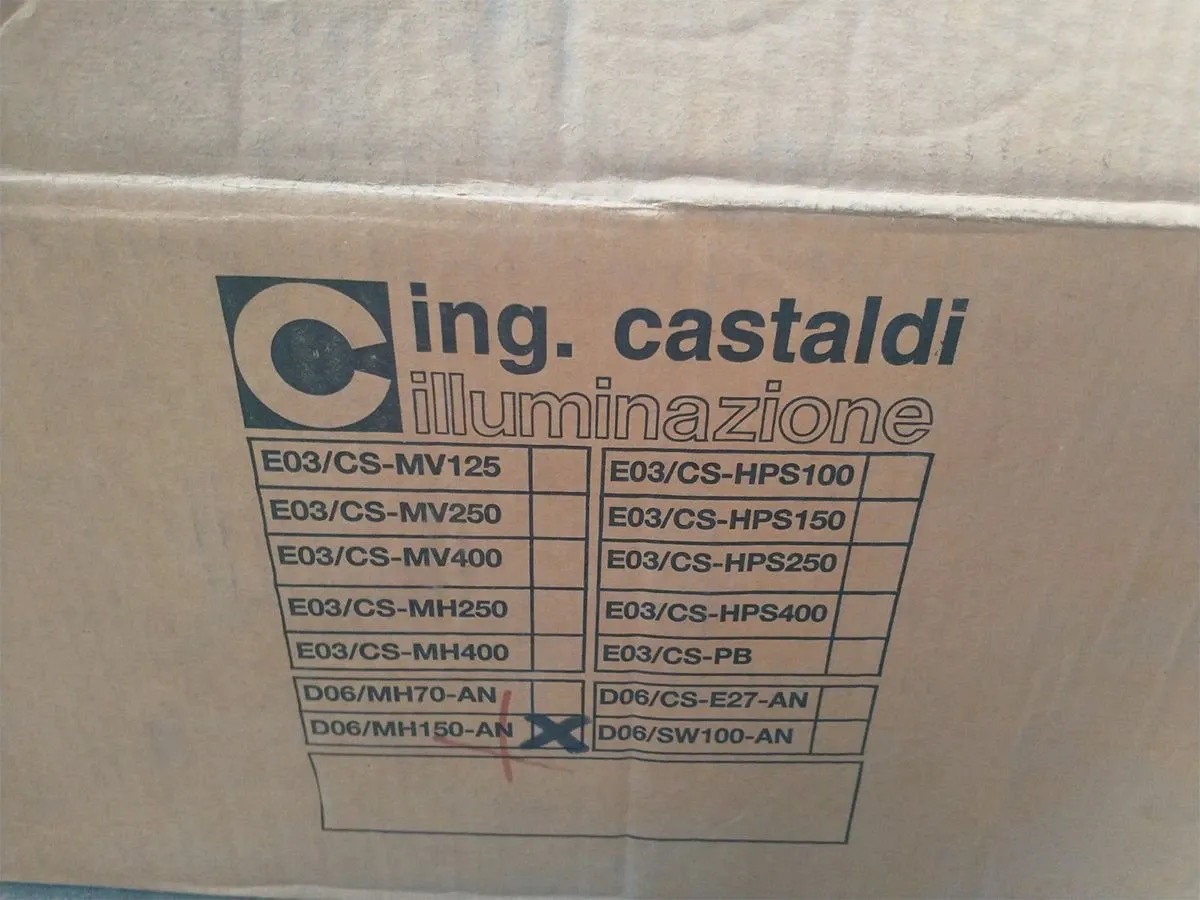 C
ing. castaldi
illuminazione
E03/CS-MV125
E03/CS-HPS100
E03/CS-MV250
E03/CS-HPS150
E03/CS-MV400
E03/CS-HPS250
E03/CS-MH250
E03/CS-HPS400
E03/CS-MH400
E03/CS-PB
D06/MH70-AN
D06/CS-E27-AN
D06/MH150-AN X
D06/SW100-AN